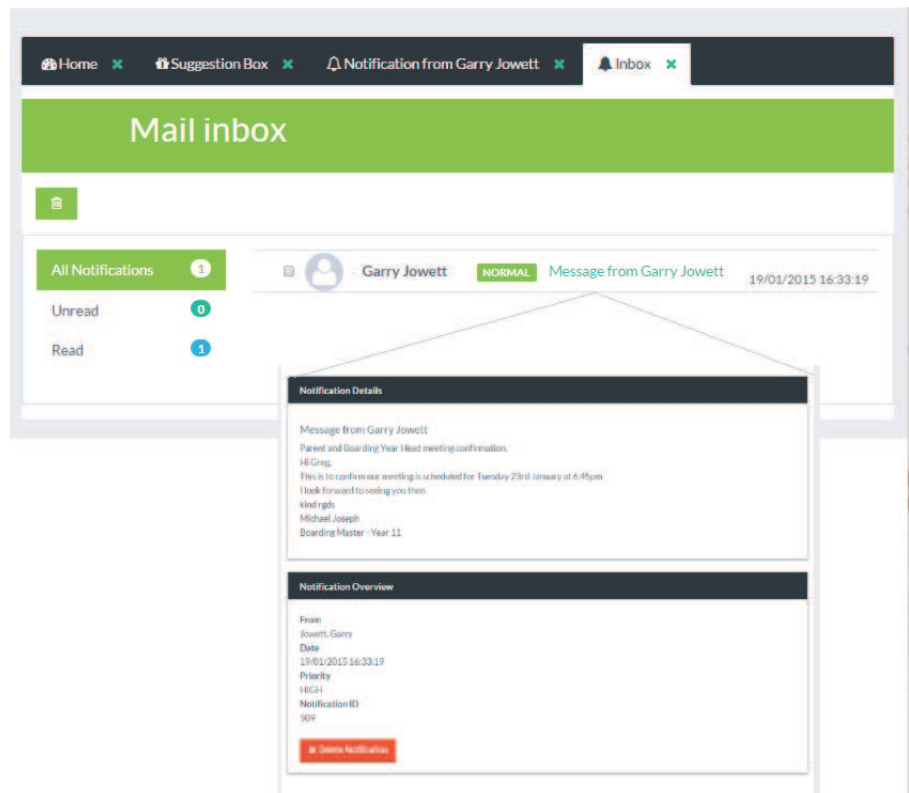 Home Suggestion Box Notification from Garry Jowett Inbox
Mail inbox
All Notifications 1
Unread 0
Read 1
Garry Jowett NORMAL Message from Garry Jowett 19/01/2015 16:33:19
Notification Details
Message from Garry Jowett
Parent and Boarding Year Head meeting confirmation.
Hi Greg,
This is to confirm our meeting is scheduled for Tuesday 23rd January at 6:45pm
I look forward to seeing you then
kind rgds
Michael Joseph
Boarding Master - Year 11
Notification Overview
From
Jowett, Garry
Date
19/01/2015 16:33:19
Priority
HIGH
Notification ID
509
Delete Notification